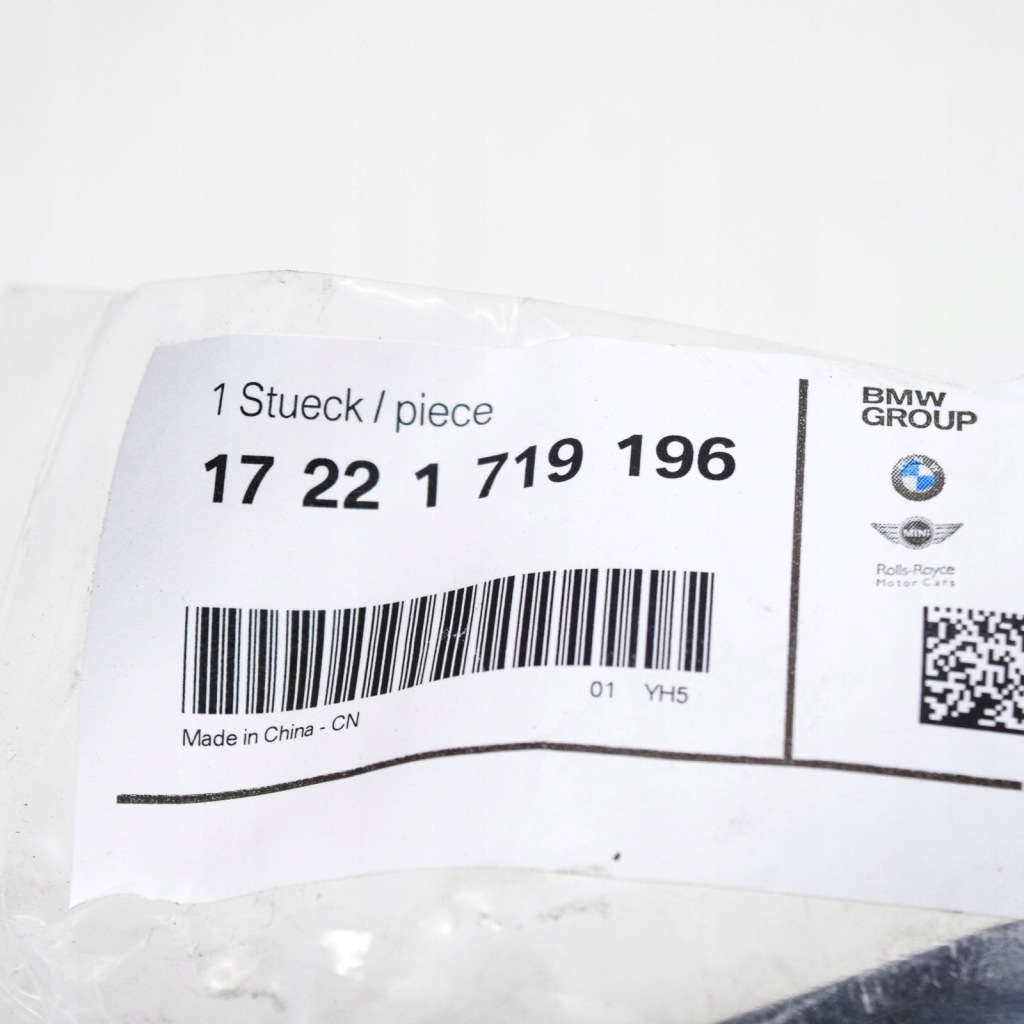 1 Stueck / piece
17 22 1 719 196
01 YH5
Made in China - CN
BMW
GROUP
MINI
Rolls-Royce
Motor Cars